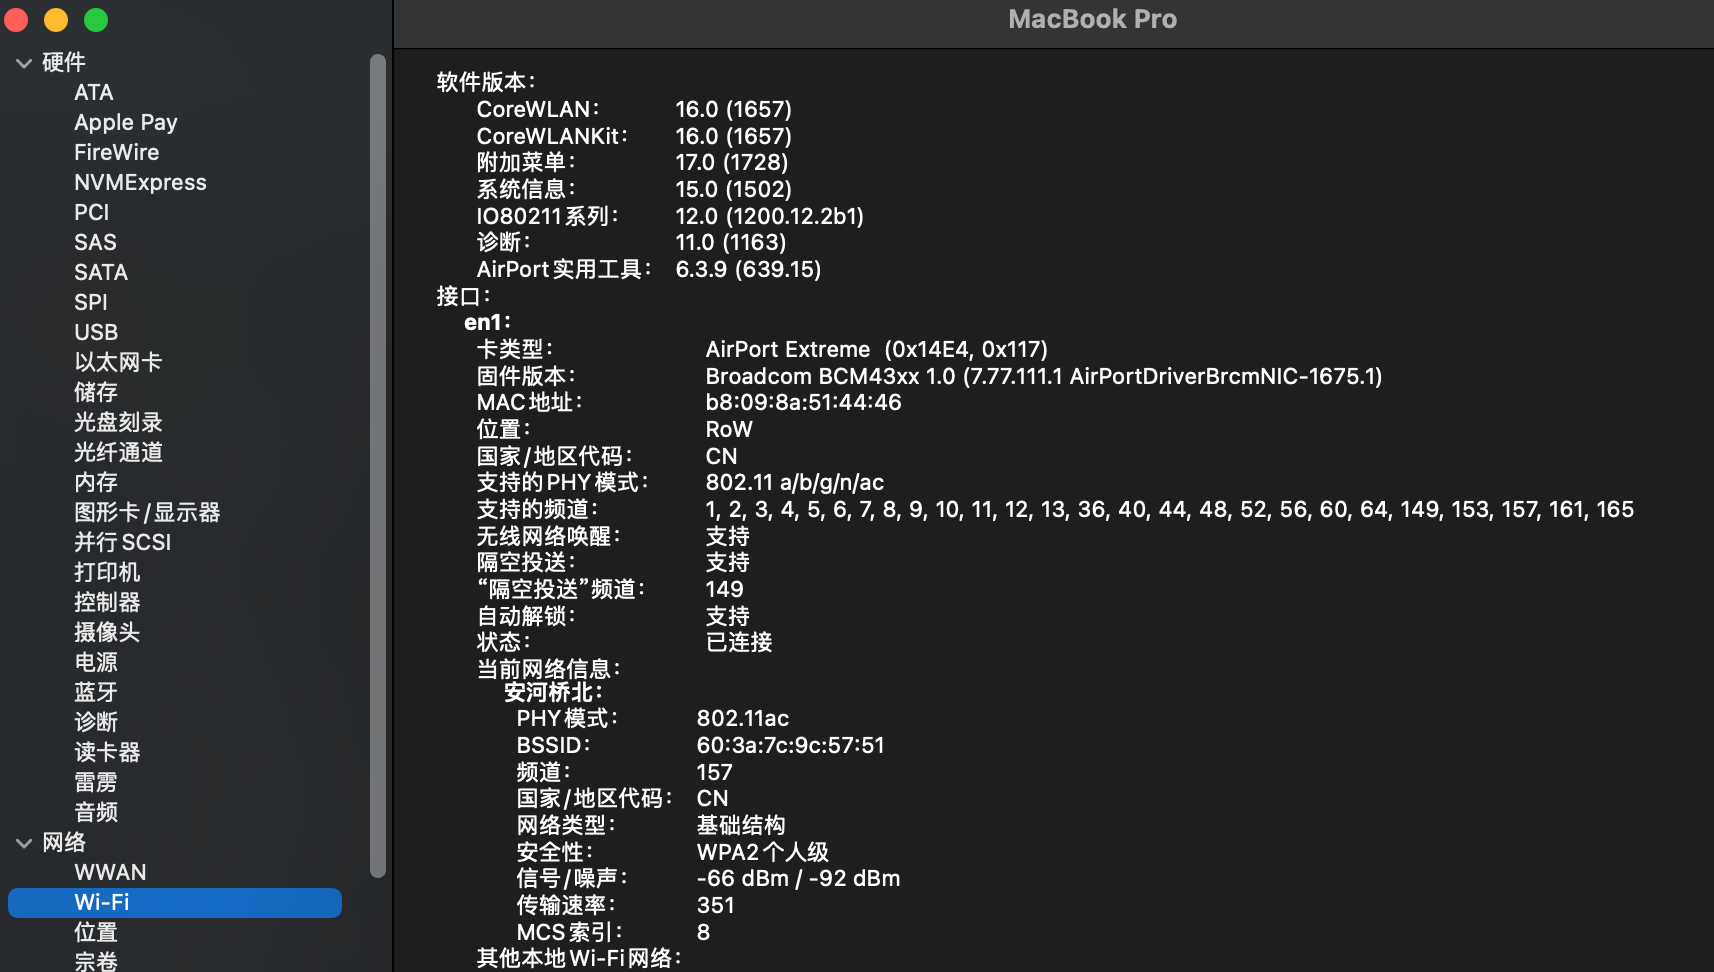 MacBook Pro
硬件
ATA
Apple Pay
FireWire
NVMExpress
PCI
SAS
SATA
SPI
USB
以太网卡
储存
光盘刻录
光纤通道
内存
图形卡/显示器
并行SCSI
打印机
控制器
摄像头
电源
蓝牙
诊断
读卡器
雷雳
音频
网络
WWAN
Wi-Fi
位置
宗卷
软件版本：
CoreWLAN： 16.0 (1657)
CoreWLANKit： 16.0 (1657)
附加菜单： 17.0 (1728)
系统信息： 15.0 (1502)
IO80211系列： 12.0 (1200.12.2b1)
诊断： 11.0 (1163)
AirPort实用工具： 6.3.9 (639.15)
接口：
en1：
卡类型： AirPort Extreme (0x14E4, 0x117)
固件版本： Broadcom BCM43xx 1.0 (7.77.111.1 AirPortDriverBrcmNIC-1675.1)
MAC地址： b8:09:8a:51:44:46
位置： RoW
国家/地区代码： CN
支持的PHY模式： 802.11 a/b/g/n/ac
支持的频道： 1, 2, 3, 4, 5, 6, 7, 8, 9, 10, 11, 12, 13, 36, 40, 44, 48, 52, 56, 60, 64, 149, 153, 157, 161, 165
无线网络唤醒： 支持
隔空投送： 支持
“隔空投送”频道： 149
自动解锁： 支持
状态： 已连接
当前网络信息：
安河桥北：
PHY模式： 802.11ac
BSSID： 60:3a:7c:9c:57:51
频道： 157
国家/地区代码： CN
网络类型： 基础结构
安全性： WPA2个人级
信号/噪声： -66 dBm / -92 dBm
传输速率： 351
MCS索引： 8
其他本地Wi-Fi网络：